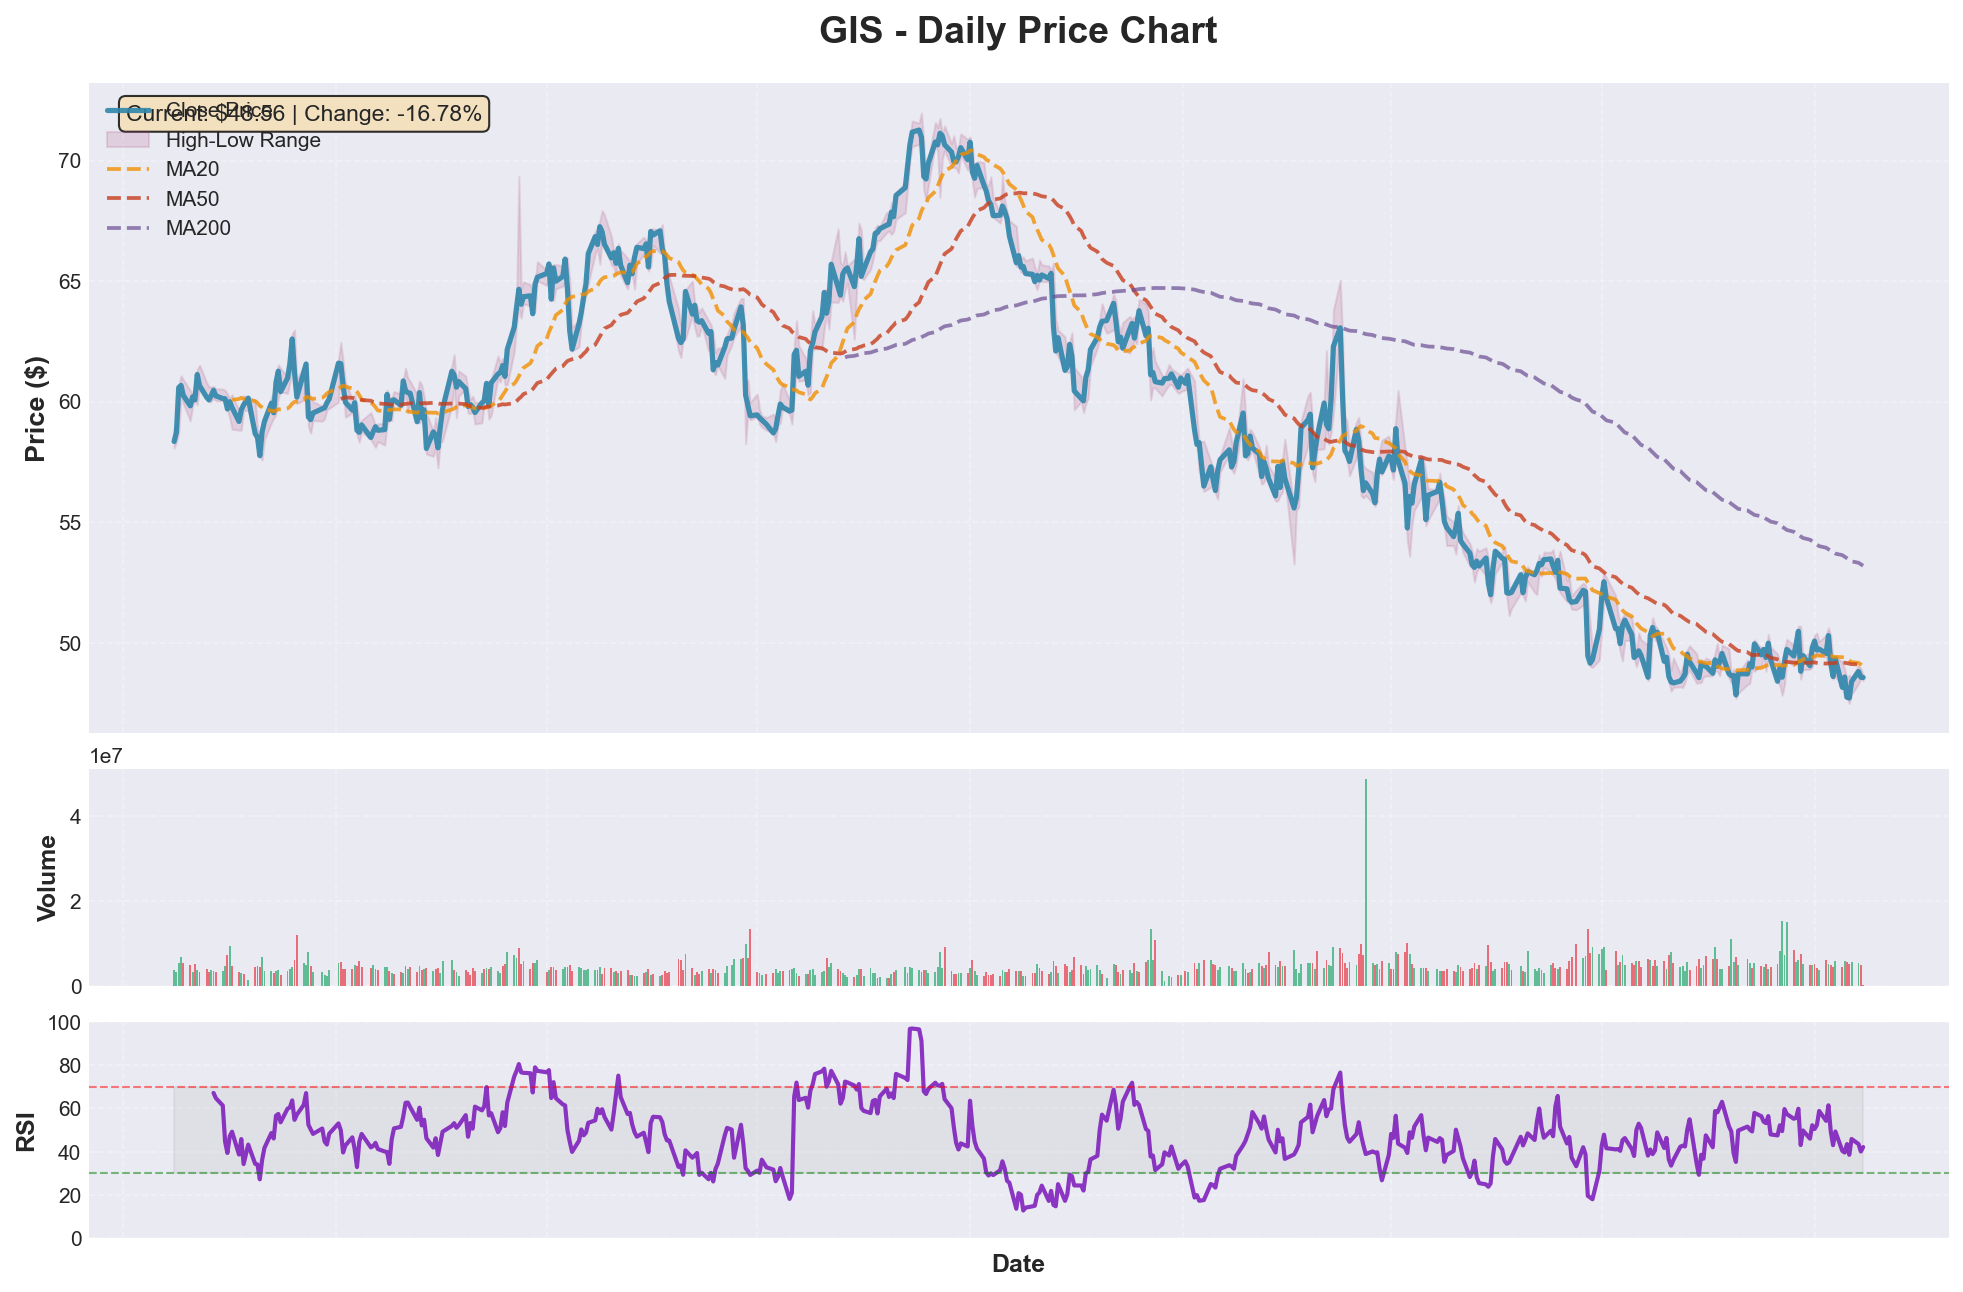 GIS - Daily Price Chart
Current: $48.56 | Change: -16.78%
Close Price
High-Low Range
MA20
MA50
MA200
Price ($)
70
65
60
55
50
1e7
Volume
4
2
0
RSI
100
80
60
40
20
0
Date